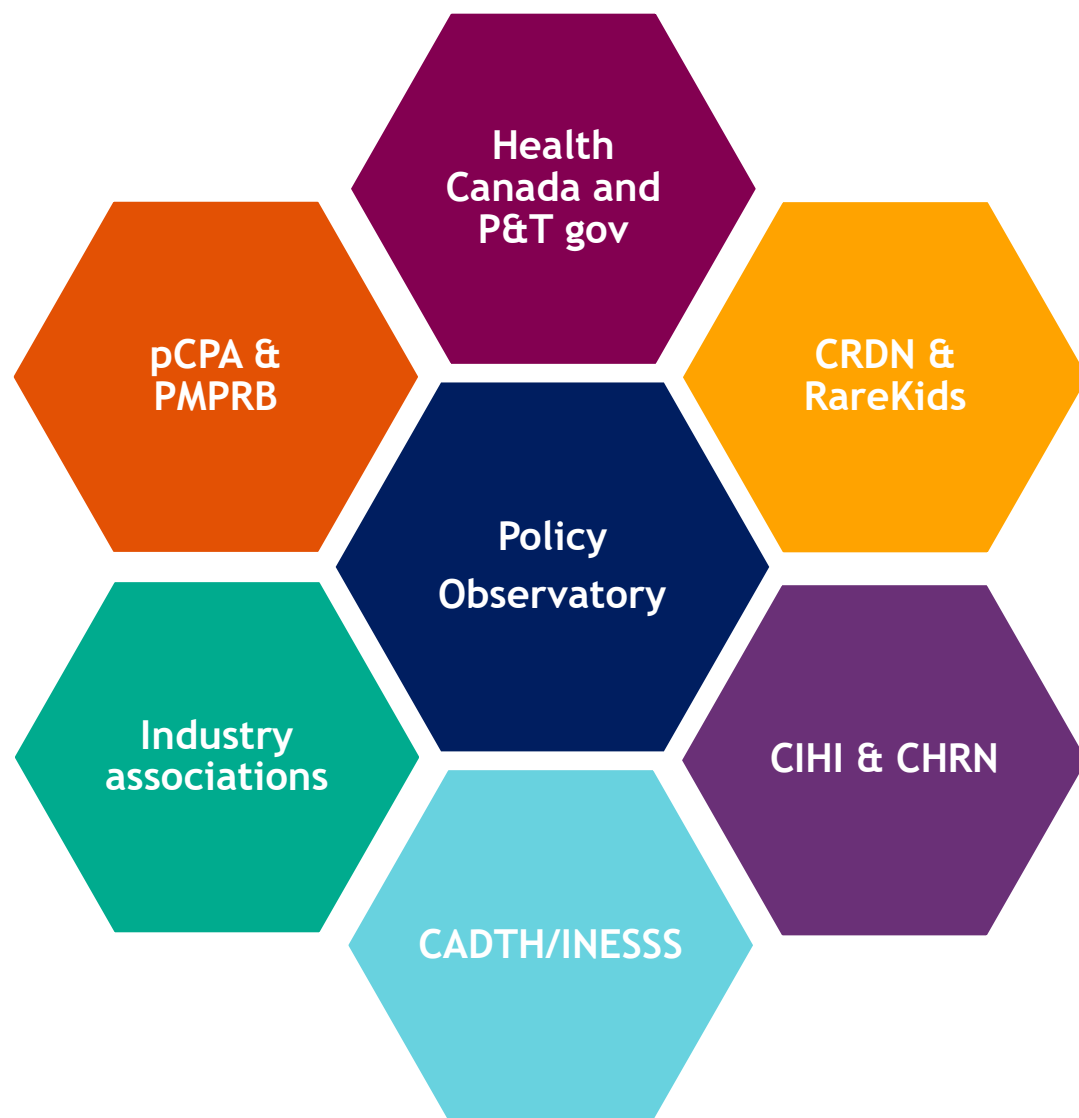 Health
Canada and
P&T gov
pCPA &
PMPRB
CRDN &
RareKids
Policy
Observatory
Industry
associations
CIHI & CHRN
CADTH/INESSS